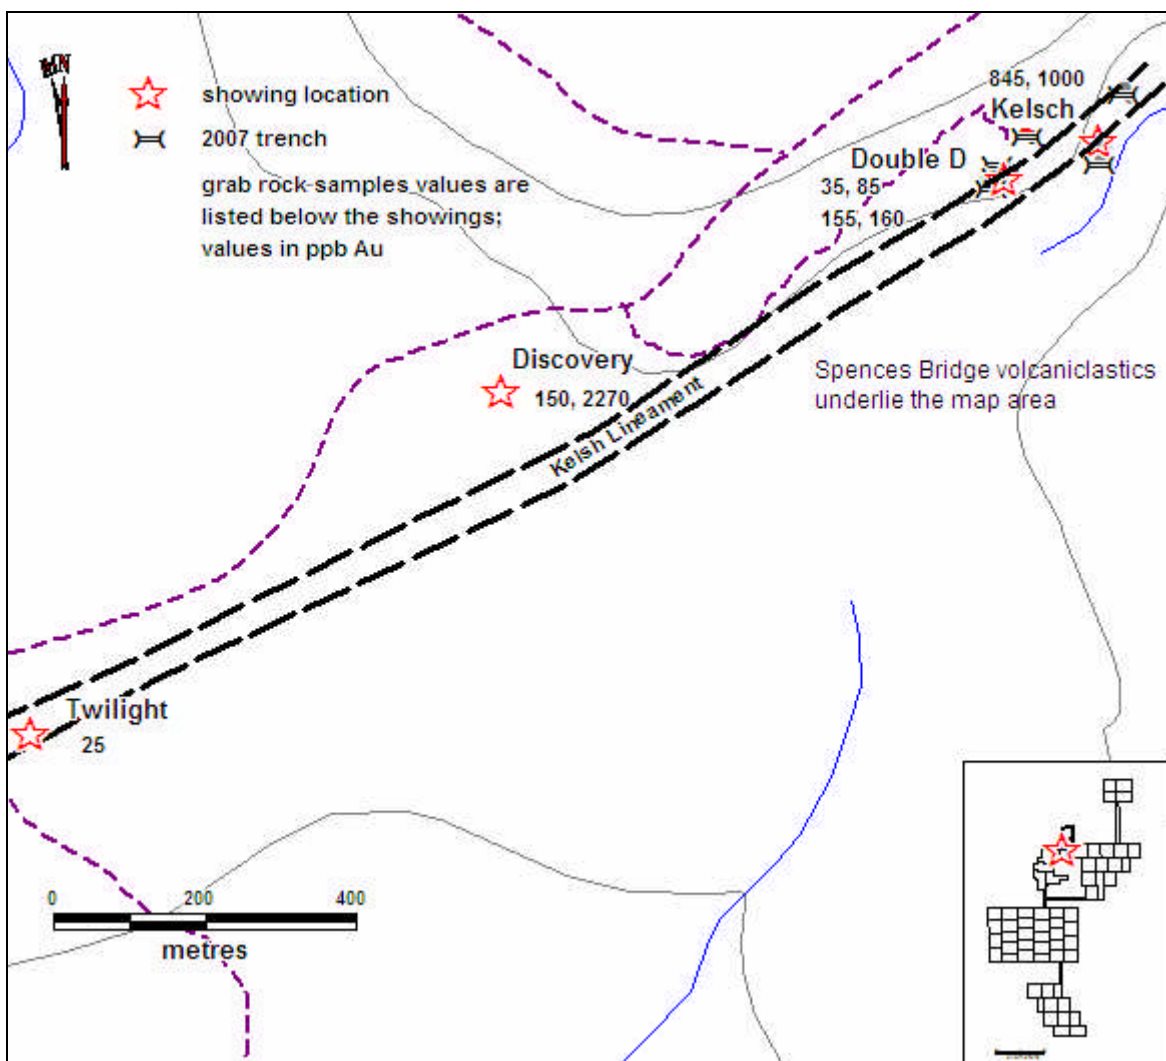 N
showing location
2007 trench
grab rock-samples values are
listed below the showings;
values in ppb Au
845, 1000
Kelsch
Double D
35, 85
155, 160
Discovery
150, 2270
Kelsh Lineament
Spences Bridge volcaniclastics
underlie the map area
Twilight
25
0 200 400
metres